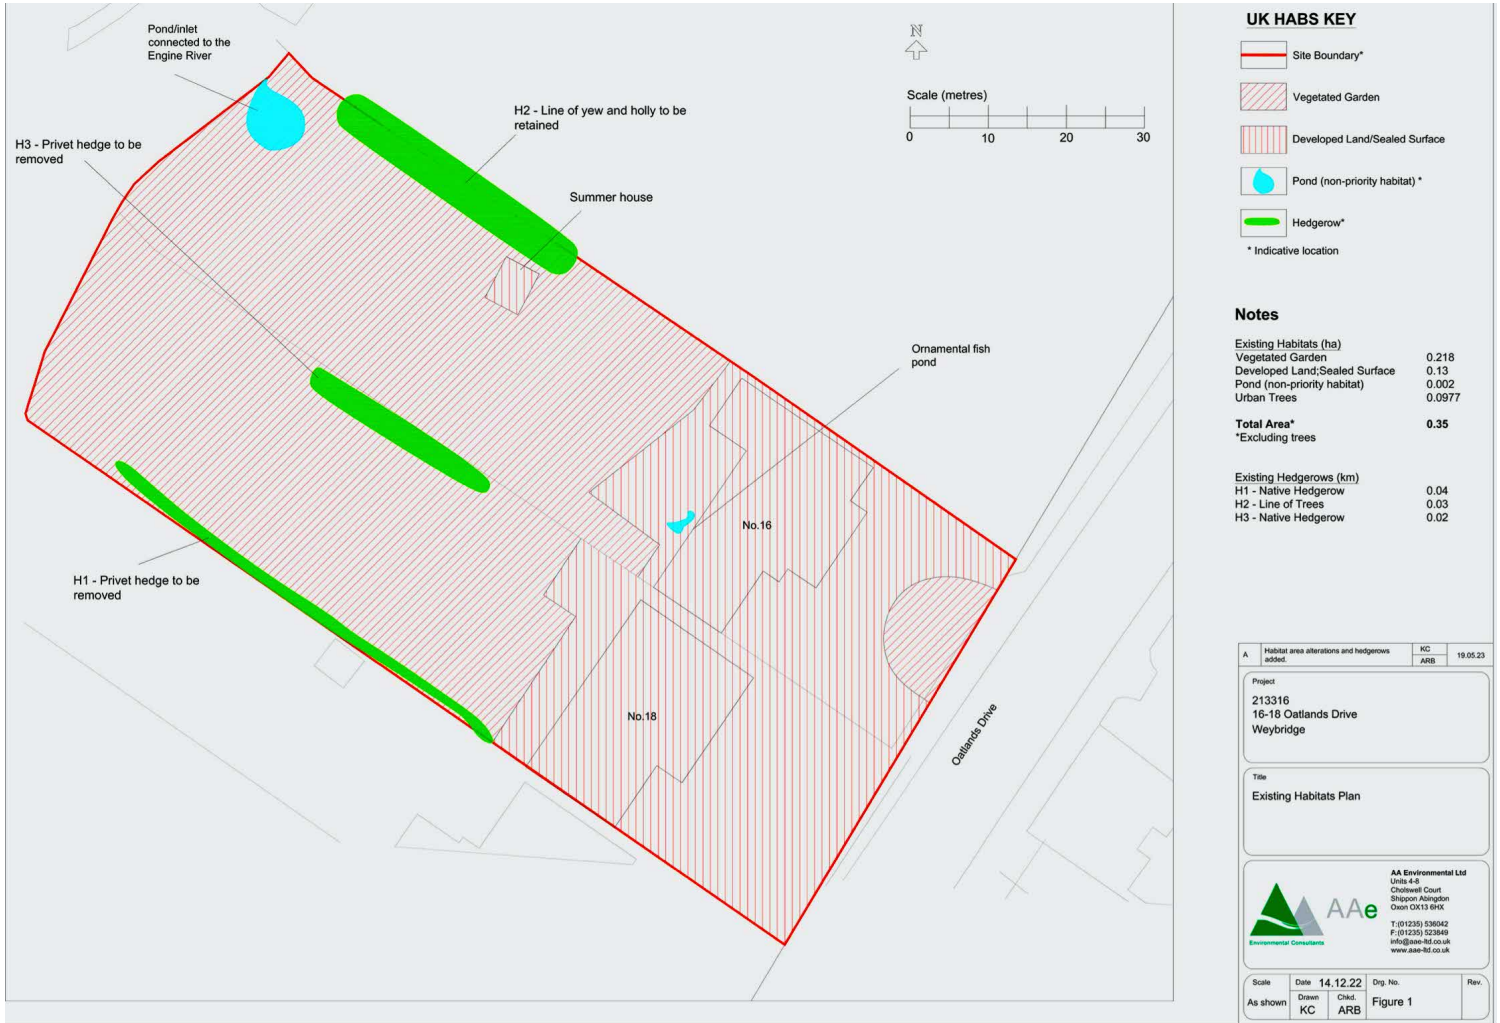 Pond/inlet
connected to the
Engine River
H3 - Privet hedge to be
removed
H2 - Line of yew and holly to be
retained
Summer house
N
Scale (metres)
0 10 20 30
Ornamental fish
pond
No.16
H1 - Privet hedge to be
removed
No.18
Oatlands Drive
UK HABS KEY
Site Boundary*
Vegetated Garden
Developed Land/Sealed Surface
Pond (non-priority habitat) *
Hedgerow*
* Indicative location
Notes
Existing Habitats (ha)
Vegetated Garden 0.218
Developed Land;Sealed Surface 0.13
Pond (non-priority habitat) 0.002
Urban Trees 0.0977
Total Area* 0.35
*Excluding trees
Existing Hedgerows (km)
H1 - Native Hedgerow 0.04
H2 - Line of Trees 0.03
H3 - Native Hedgerow 0.02
A Habitat area alterations and hedgerows KC 19.05.23
added. ARB
Project
213316
16-18 Oatlands Drive
Weybridge
Title
Existing Habitats Plan
AAe
Environmental Consultants
AA Environmental Ltd
Units 4-8
Cholswell Court
Shippon Abingdon
Oxon OX13 6HX
T:(01235) 536042
F:(01235) 523849
info@aae-ltd.co.uk
www.aae-ltd.co.uk
Scale Date 14.12.22 Drg. No. Rev.
As shown Drawn KC Chkd. ARB Figure 1